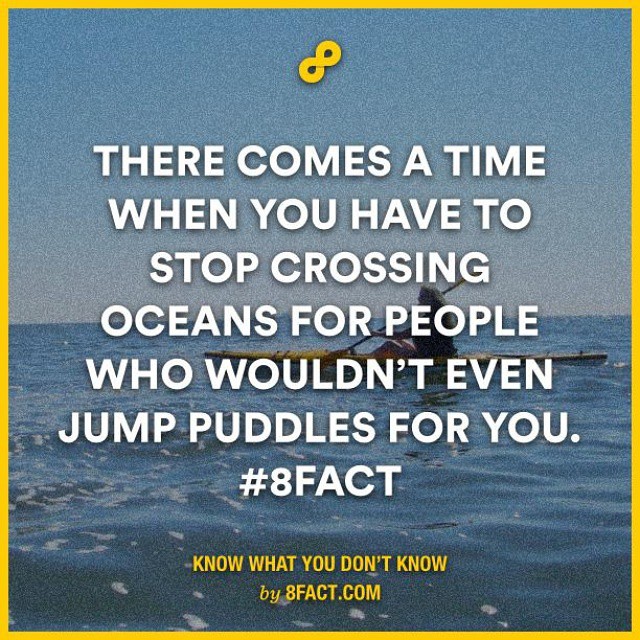 THERE COMES A TIME
WHEN YOU HAVE TO
STOP CROSSING
OCEANS FOR PEOPLE
WHO WOULDN'T EVEN
JUMP PUDDLES FOR YOU.
#8FACT
KNOW WHAT YOU DON'T KNOW
by 8FACT.COM